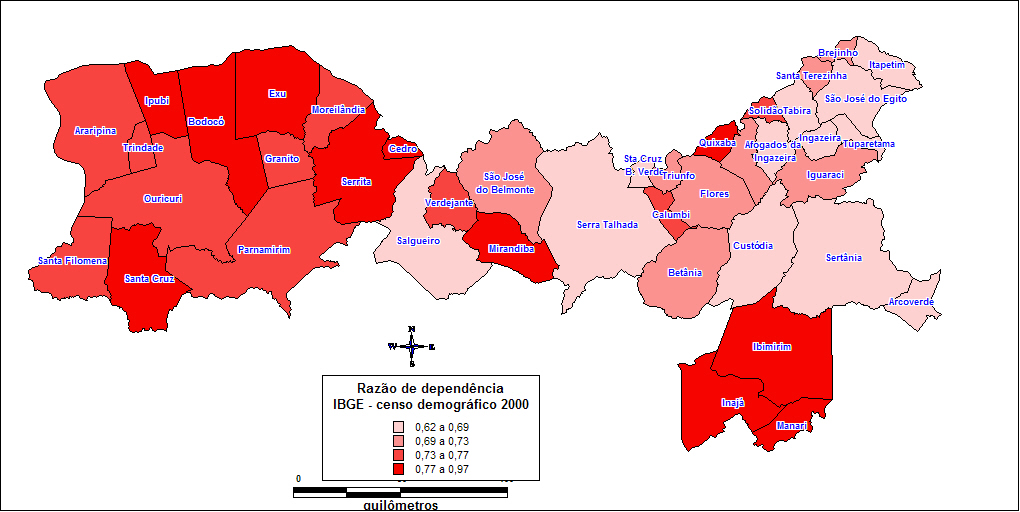 Brejinho
Itapetim
Santa Terezinha
São José do Egito
Solidão
Tabira
Ingazeira
Tuparetama
Quixaba
Afogados da
Ingazeira
Iguaraci
Exu
Ipubi
Bodocó
Moreilândia
Araripina
Trindade
Granito
Cedro
Serrita
Ouricuri
São José
do Belmonte
Sta.Cruz
B. Verde
Triunfo
Flores
Verdejante
Calumbi
Serra Talhada
Salgueiro
Mirandiba
Custódia
Parnamirim
Santa Filomena
Santa Cruz
Betânia
Sertânia
Arcoverde
Ibimirim
Inajá
Manari
N
W
L
S
Razão de dependência
IBGE - censo demográfico 2000
0,62 a 0,69
0,69 a 0,73
0,73 a 0,77
0,77 a 0,97
0
quilômetros